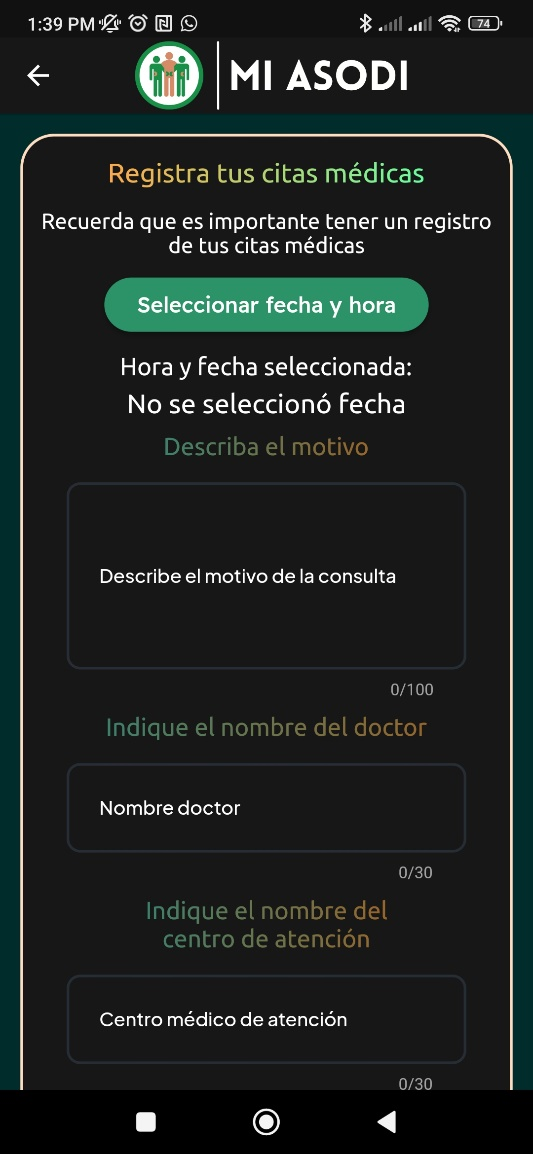 1:39 PM
74
MI ASODI
Registra tus citas médicas
Recuerda que es importante tener un registro
de tus citas médicas
Seleccionar fecha y hora
Hora y fecha seleccionada:
No se seleccionó fecha
Describa el motivo
Describe el motivo de la consulta
0/100
Indique el nombre del doctor
Nombre doctor
0/30
Indique el nombre del
centro de atención
Centro médico de atención
0/30